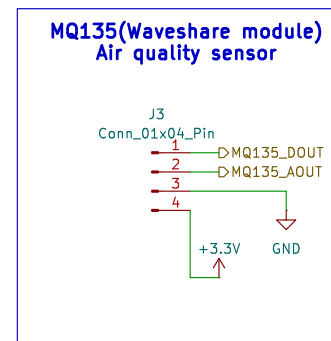 MQ135(Waveshare module)
Air quality sensor
J3
Conn_01x04_Pin
1
MQ135_DOUT
2
MQ135_AOUT
3
4
+3.3V
GND